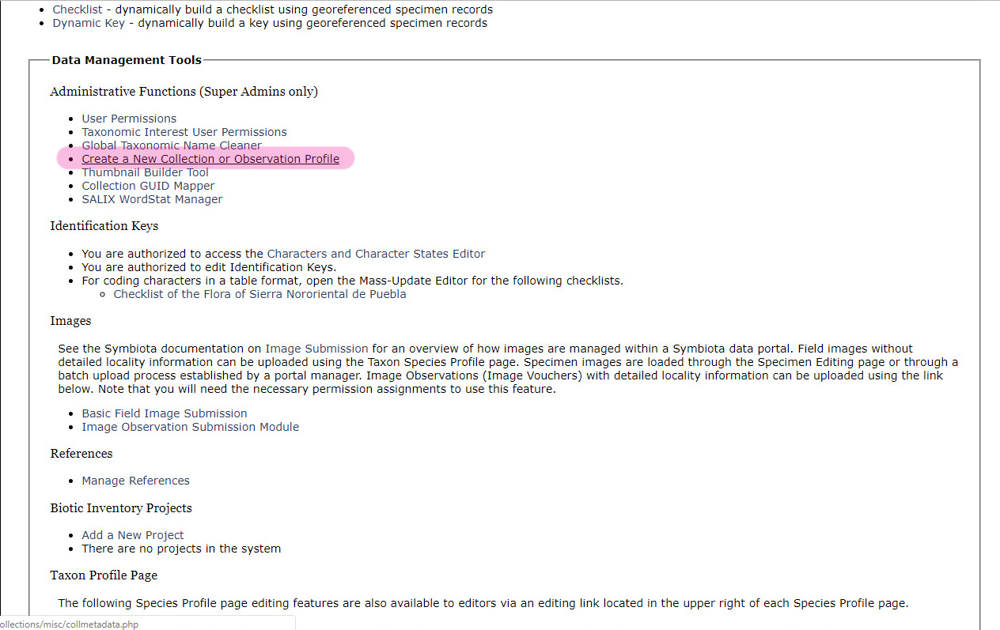 Checklist - dynamically build a checklist using georeferenced specimen records
Dynamic Key - dynamically build a key using georeferenced specimen records
Data Management Tools
Administrative Functions (Super Admins only)
User Permissions
Taxonomic Interest User Permissions
Global Taxonomic Name Cleaner
Create a New Collection or Observation Profile
Thumbnail Builder Tool
Collection GUID Mapper
SALIX WordStat Manager
Identification Keys
You are authorized to access the Characters and Character States Editor
You are authorized to edit Identification Keys.
For coding characters in a table format, open the Mass-Update Editor for the following checklists.
Checklist of the Flora of Sierra Nororiental de Puebla
Images
See the Symbiota documentation on Image Submission for an overview of how images are managed within a Symbiota data portal. Field images without
detailed locality information can be uploaded using the Taxon Species Profile page. Specimen images are loaded through the Specimen Editing page or through a
batch upload process established by a portal manager. Image Observations (Image Vouchers) with detailed locality information can be uploaded using the link
below. Note that you will need the necessary permission assignments to use this feature.
Basic Field Image Submission
Image Observation Submission Module
References
Manage References
Biotic Inventory Projects
Add a New Project
There are no projects in the system
Taxon Profile Page
The following Species Profile page editing features are also available to editors via an editing link located in the upper right of each Species Profile page.
ollections/misc/collmetadata.php